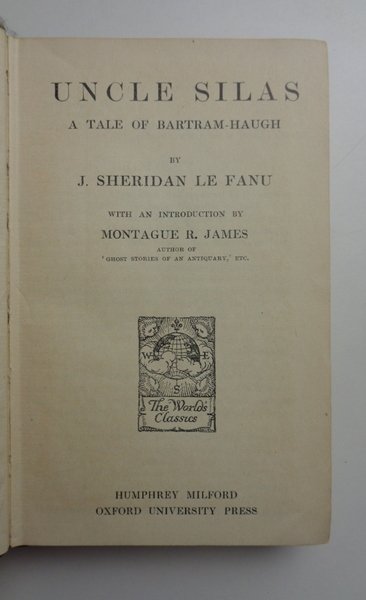 UNCLE SILAS
A TALE OF BARTRAM-HAUGH
BY
J. SHERIDAN LE FANU
WITH AN INTRODUCTION BY
MONTAGUE R. JAMES
AUTHOR OF
'GHOST STORIES OF AN ANTIQUARY,' ETC.
W E
S
The World's
Classics
HUMPHREY MILFORD
OXFORD UNIVERSITY PRESS